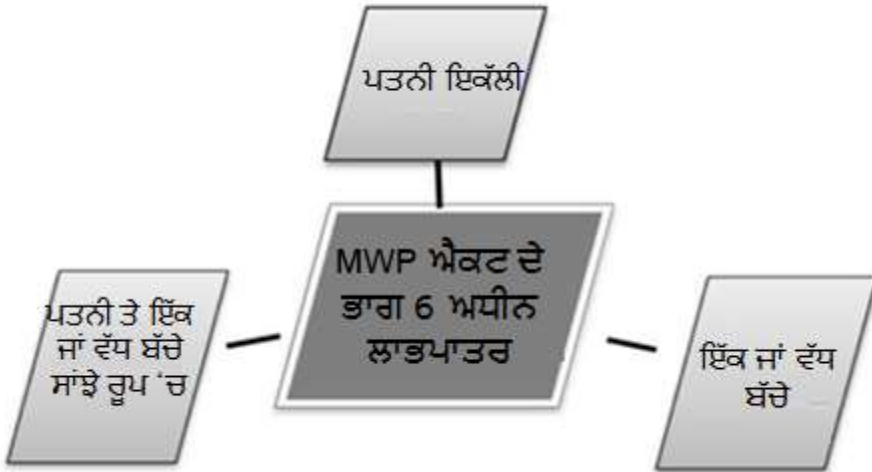 ਪਤਨੀ ਇਕੱਲੀ
MWP ਐਕਟ ਦੇ
ਭਾਗ 6 ਅਧੀਨ
ਲਾਭਪਾਤਰ
ਪਤਨੀ ਤੇ ਇੱਕ
ਜਾਂ ਵੱਧ ਬੱਚੇ
ਸਾਂਝੇ ਰੂਪ 'ਚ
ਇੱਕ ਜਾਂ ਵੱਧ
ਬੱਚੇ